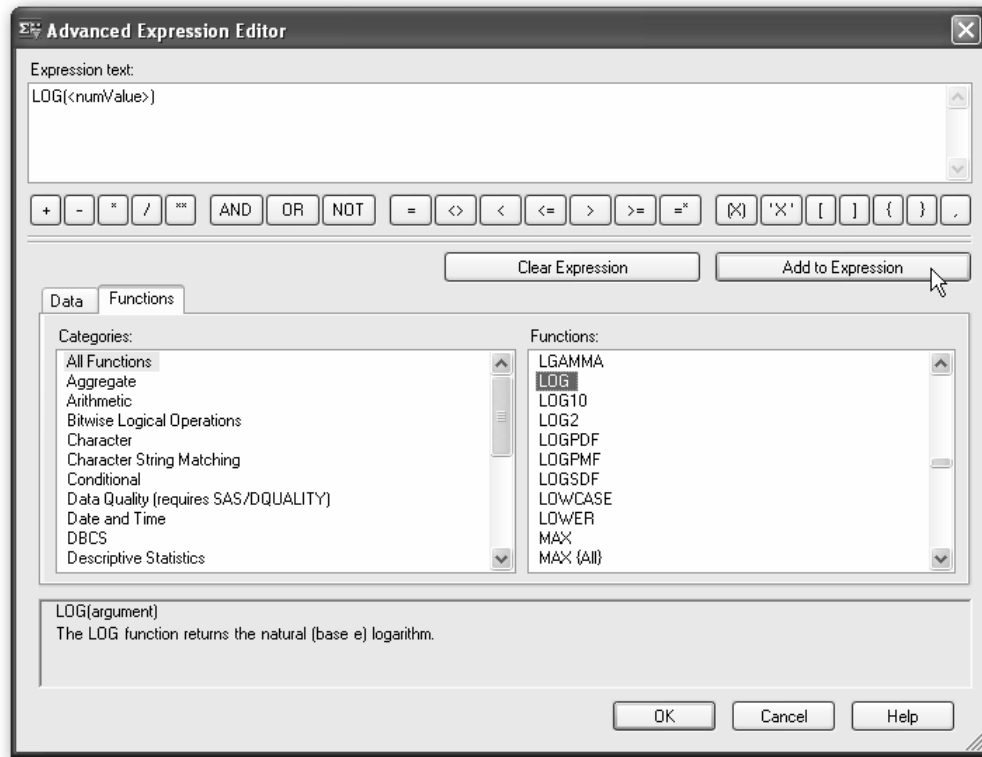 Advanced Expression Editor
Expression text:
LOG(<numValue>)
+ - * / ** AND OR NOT = <> < <= > >= =* (X) 'X' [ ] { } ,
Clear Expression Add to Expression
Data Functions
Categories: Functions:
All Functions LGAMMA
Aggregate LOG
Arithmetic LOG10
Bitwise Logical Operations LOG2
Character LOGPDF
Character String Matching LOGPMF
Conditional LOGSDF
Data Quality (requires SAS/DQUALITY) LOWCASE
Date and Time LOWER
DBCS MAX
Descriptive Statistics MAX {All}
LOG(argument)
The LOG function returns the natural (base e) logarithm.
OK Cancel Help